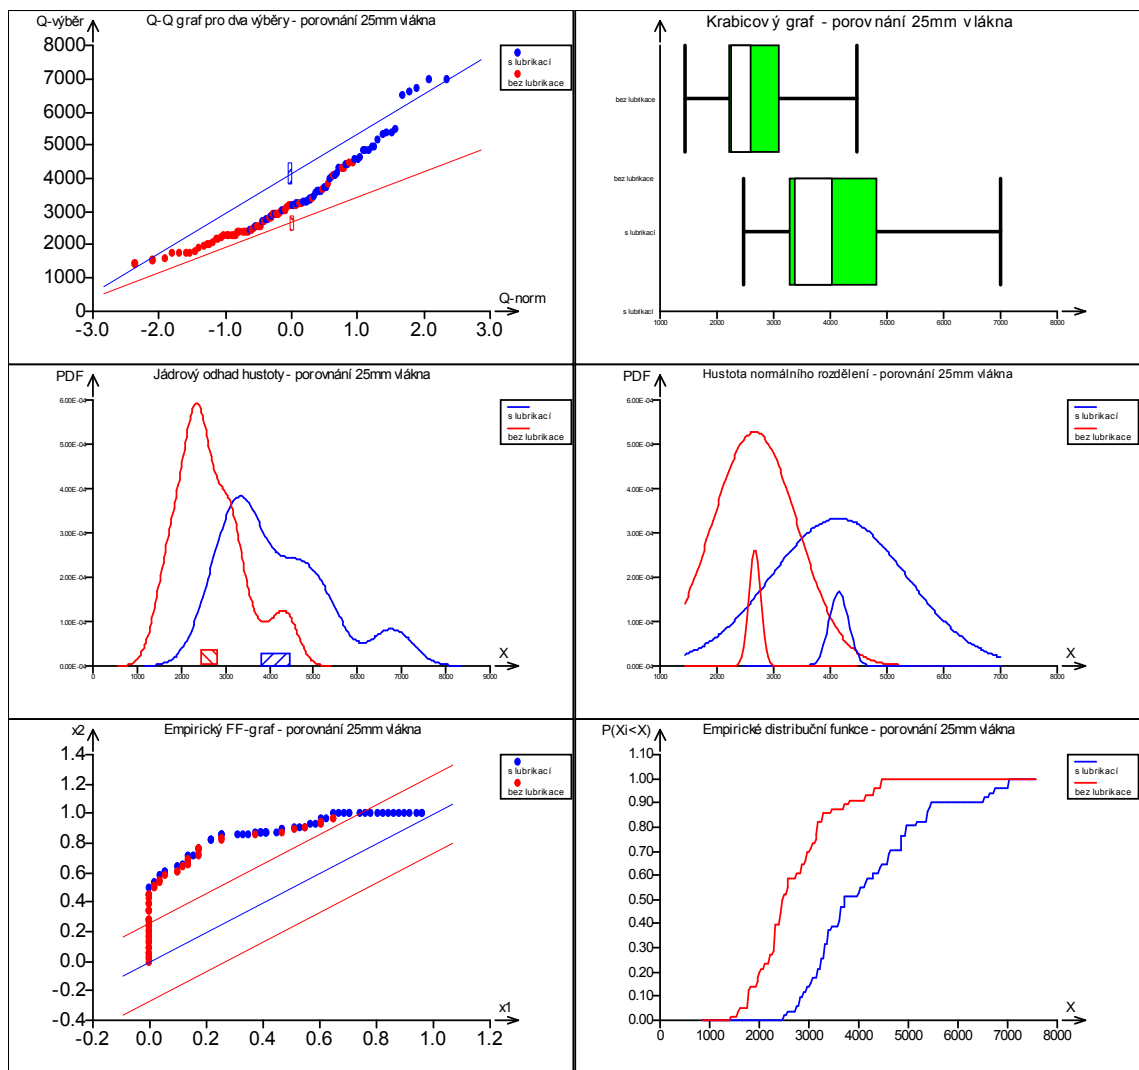 Q-výběr
Q-Q graf pro dva výběry - porovnání 25mm vlákna
8000
7000
6000
5000
4000
3000
2000
1000
0
s lubrikací
bez lubrikace
Q-norm
-3.0 -2.0 -1.0 0.0 1.0 2.0 3.0
Krabicový graf - porovnání 25mm vlákna
bez lubrikace
bez lubrikace
s lubrikací
s lubrikací
1000 2000 3000 4000 5000 6000 7000 8000
PDF
Jádrový odhad hustoty - porovnání 25mm vlákna
6.00E-04
5.00E-04
4.00E-04
3.00E-04
2.00E-04
1.00E-04
0.00E-04
s lubrikací
bez lubrikace
X
0 1000 2000 3000 4000 5000 6000 7000 8000 9000
PDF
Hustota normálního rozdělení - porovnání 25mm vlákna
6.00E-04
5.00E-04
4.00E-04
3.00E-04
2.00E-04
1.00E-04
0.00E-04
s lubrikací
bez lubrikace
X
1000 2000 3000 4000 5000 6000 7000 8000
x2
Empirický FF-graf - porovnání 25mm vlákna
1.4
1.2
1.0
0.8
0.6
0.4
0.2
0.0
-0.2
-0.4
s lubrikací
bez lubrikace
x1
-0.2 0.0 0.2 0.4 0.6 0.8 1.0 1.2
P(Xi<X)
Empirické distribuční funkce - porovnání 25mm vlákna
1.10
1.00
0.90
0.80
0.70
0.60
0.50
0.40
0.30
0.20
0.10
0.00
s lubrikací
bez lubrikace
X
0 1000 2000 3000 4000 5000 6000 7000 8000